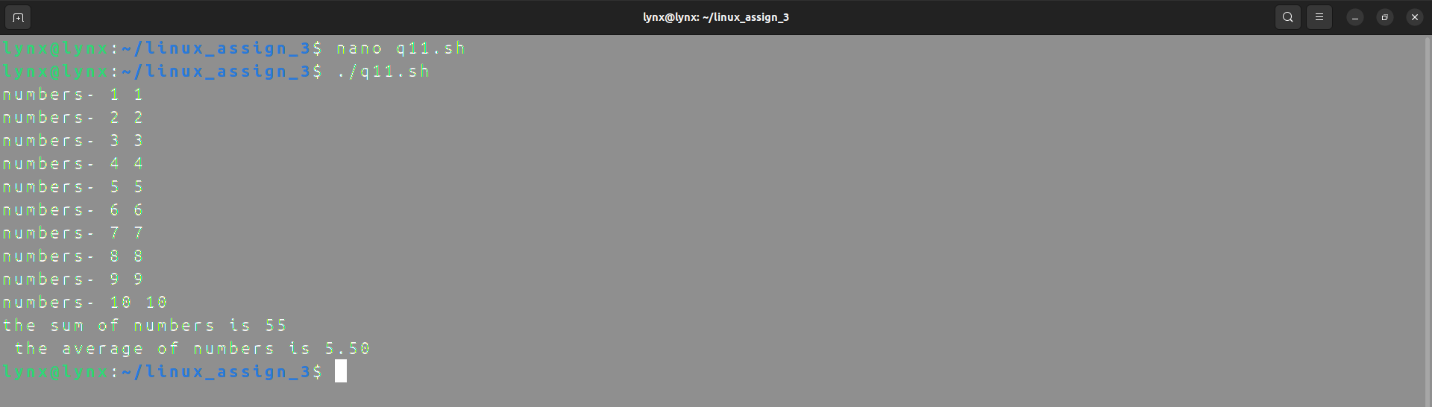 lynx@lynx: ~/linux_assign_3
lynx@lynx:~/linux_assign_3$ nano q11.sh
lynx@lynx:~/linux_assign_3$ ./q11.sh
numbers- 1 1
numbers- 2 2
numbers- 3 3
numbers- 4 4
numbers- 5 5
numbers- 6 6
numbers- 7 7
numbers- 8 8
numbers- 9 9
numbers- 10 10
the sum of numbers is 55
 the average of numbers is 5.50
lynx@lynx:~/linux_assign_3$